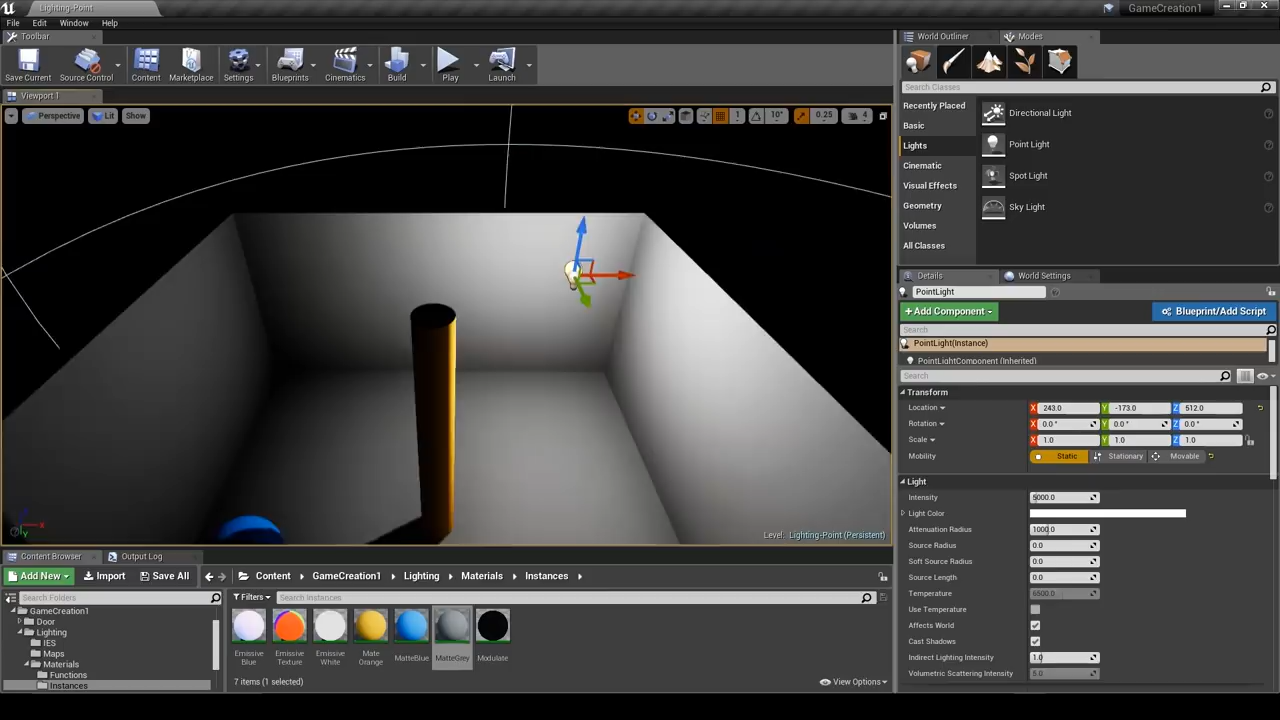 Lighting-Point
GameCreation1
File Edit Window Help
Toolbar
Save Current Source Control Content Marketplace Settings Blueprints Cinematics Build Play Launch
Viewport 1
Perspective Lit Show
1 10° 0.25 4
Level: Lighting-Point (Persistent)
World Outliner Modes
Search Classes
Recently Placed
Basic
Lights
Cinematic
Visual Effects
Geometry
Volumes
All Classes
Directional Light
Point Light
Spot Light
Sky Light
Details World Settings
PointLight
+Add Component Blueprint/Add Script
Search
PointLight(Instance)
PointLightComponent (Inherited)
Search
Transform
Location X 243.0 Y -173.0 Z 512.0
Rotation X 0.0 ° Y 0.0 ° Z 0.0 °
Scale X 1.0 Y 1.0 Z 1.0
Mobility Static Stationary Movable
Light
Intensity 5000.0
Light Color
Attenuation Radius 1000.0
Source Radius 0.0
Soft Source Radius 0.0
Source Length 0.0
Temperature 6500.0
Use Temperature
Affects World
Cast Shadows
Indirect Lighting Intensity 1.0
Volumetric Scattering Intensity 5.0
Content Browser Output Log
Add New Import Save All Content GameCreation1 Lighting Materials Instances
Search Folders
GameCreation1
Door
Lighting
IES
Maps
Materials
Functions
Instances
Filters Search Instances
Emissive Blue
Emissive Texture
Emissive White
Mate Orange
MatteBlue
MatteGrey
Modulate
7 items (1 selected) View Options